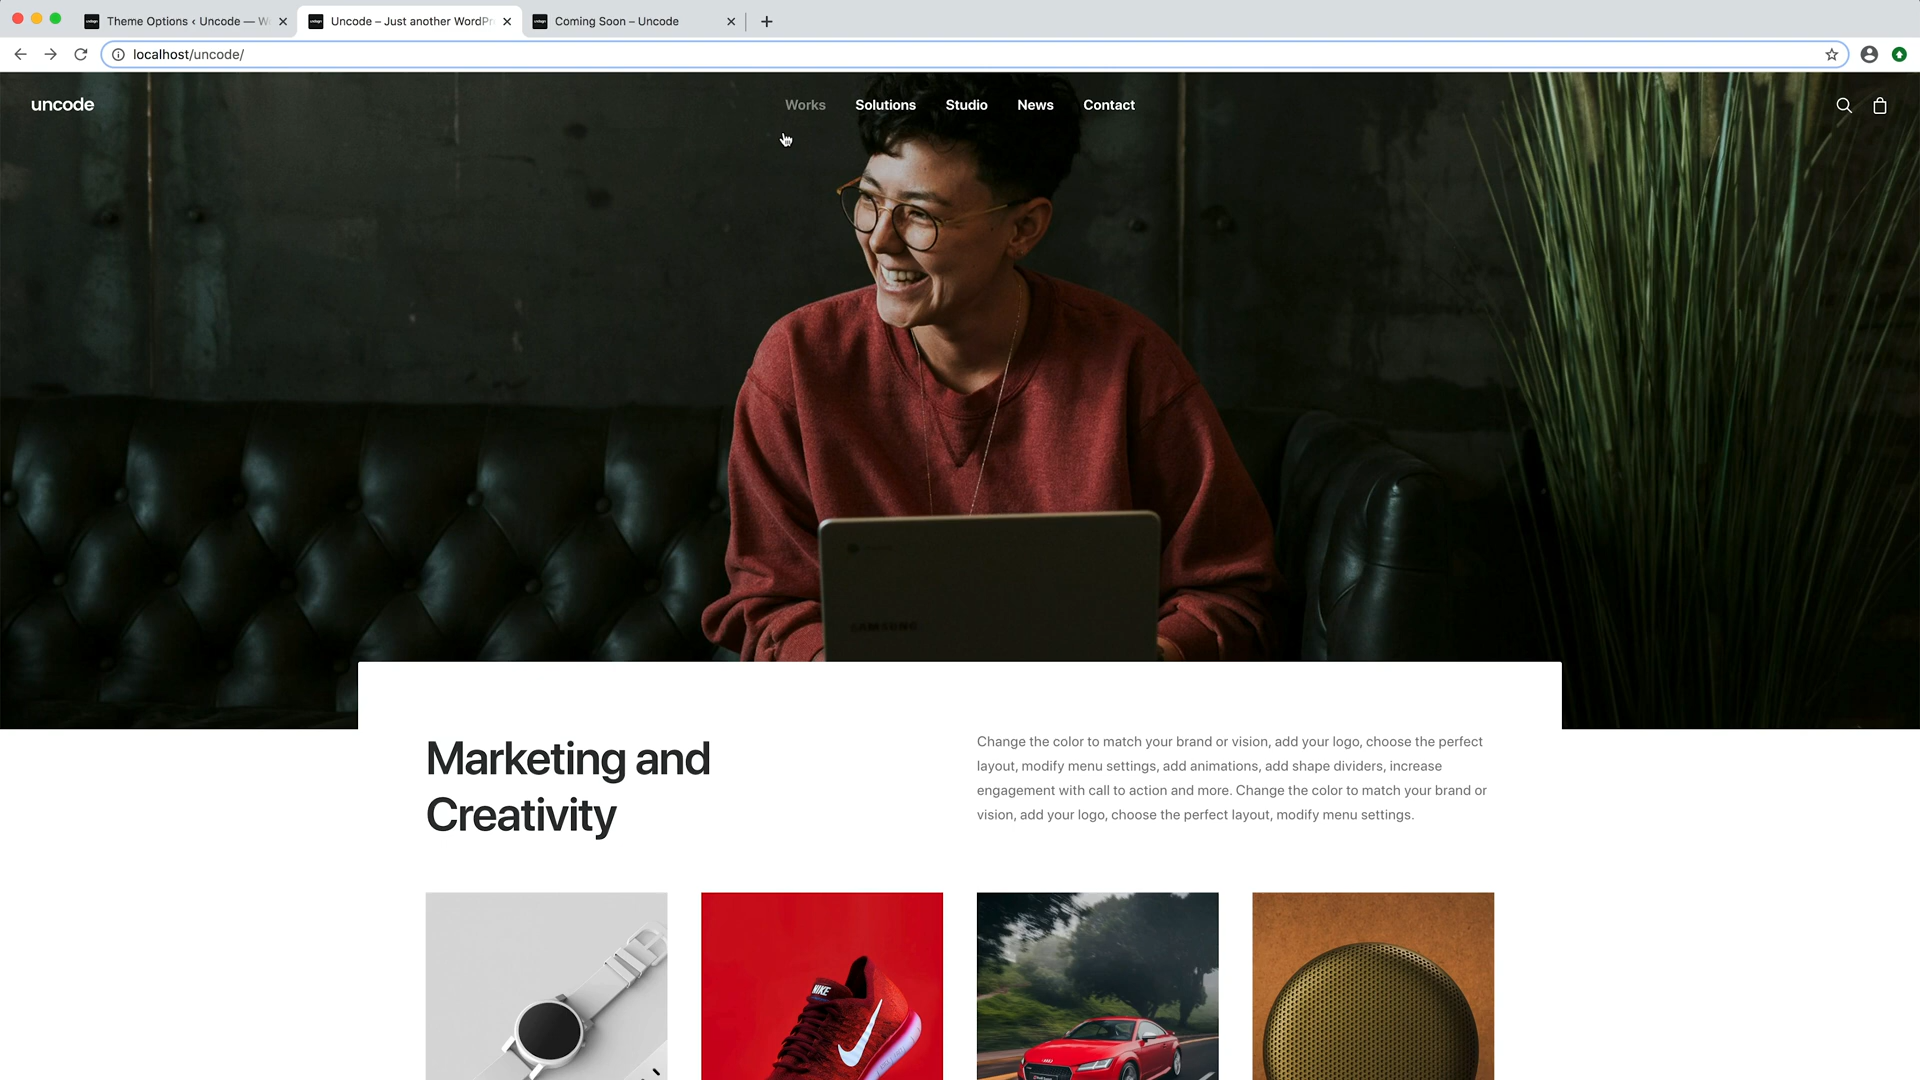 Theme Options ‹ Uncode — W
Uncode – Just another WordPr
Coming Soon – Uncode
localhost/uncode/
uncode
Works
Solutions
Studio
News
Contact
SAMSUNG
Marketing and
Creativity
Change the color to match your brand or vision, add your logo, choose the perfect
layout, modify menu settings, add animations, add shape dividers, increase
engagement with call to action and more. Change the color to match your brand or
vision, add your logo, choose the perfect layout, modify menu settings.
NIKE